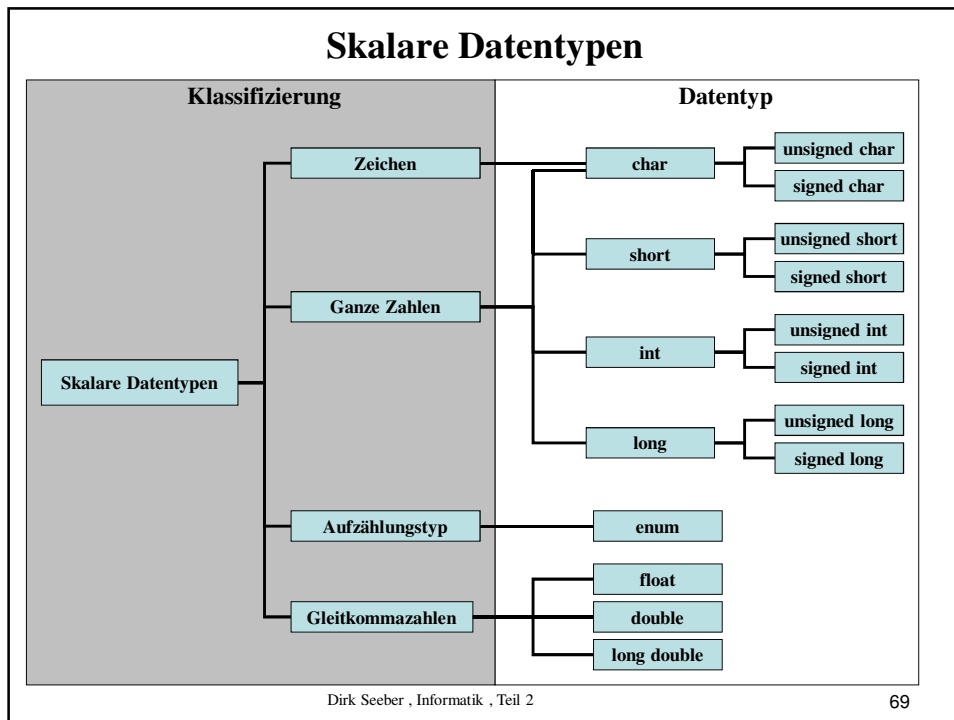 Skalare Datentypen
Klassifizierung
Datentyp
Zeichen
char
unsigned char
signed char
short
unsigned short
signed short
Ganze Zahlen
int
unsigned int
signed int
Skalare Datentypen
long
unsigned long
signed long
Aufzählungstyp
enum
Gleitkommazahlen
float
double
long double
Dirk Seeber , Informatik , Teil 2
69